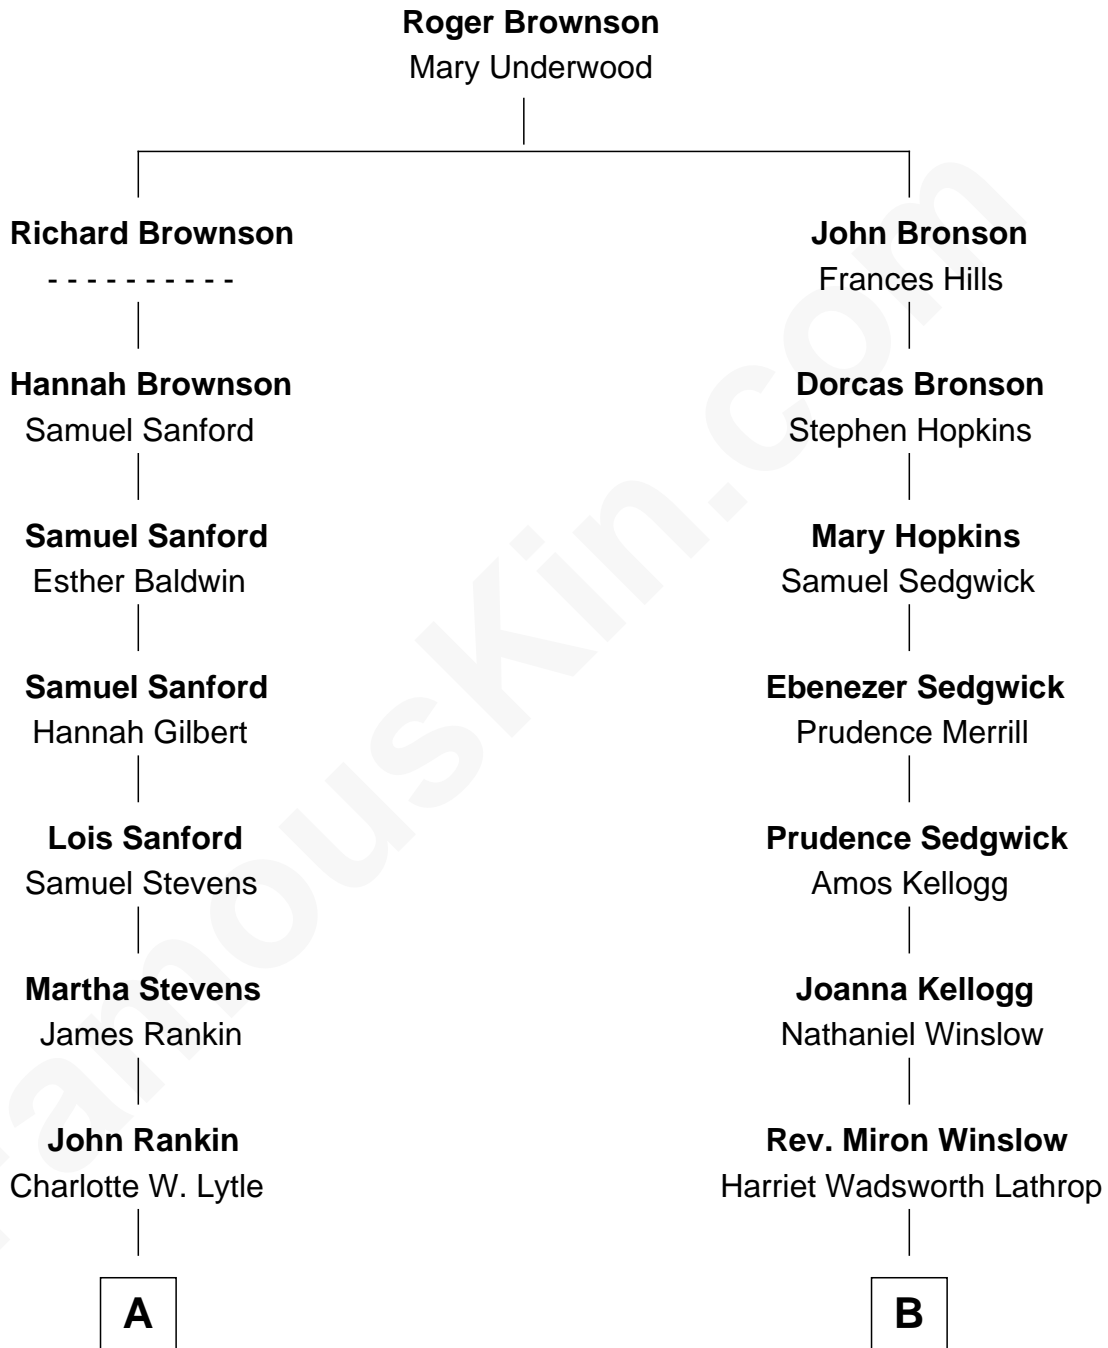 Roger Brownson
Mary Underwood
Richard Brownson
- - - - - - - - - -
John Bronson
Frances Hills
Hannah Brownson
Samuel Sanford
Dorcas Bronson
Stephen Hopkins
Samuel Sanford
Esther Baldwin
Mary Hopkins
Samuel Sedgwick
Samuel Sanford
Hannah Gilbert
Ebenezer Sedgwick
Prudence Merrill
Lois Sanford
Samuel Stevens
Prudence Sedgwick
Amos Kellogg
Martha Stevens
James Rankin
Joanna Kellogg
Nathaniel Winslow
John Rankin
Charlotte W. Lytle
Rev. Miron Winslow
Harriet Wadsworth Lathrop
A
B
FamousKin.com